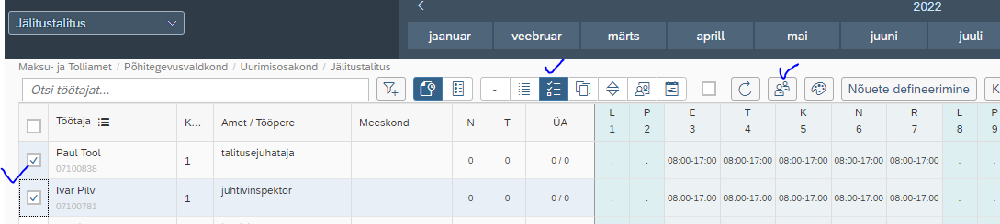 Jälitustalitus
2022
jaanuar veebruar märts aprill mai juuni juuli
Maksu- ja Tolliamet / Põhitegevusvaldkond / Uurimisosakond / Jälitustalitus
Otsi töötajat... - Nõuete defineerimine K
Töötaja K... Amet / Tööpere Meeskond N T ÜA L 1 P 2 E 3 T 4 K 5 N 6 R 7 L 8 P 9
Paul Tool 1 talitusejuhataja 0 0 0 / 0 . . 08:00-17:00 08:00-17:00 08:00-17:00 08:00-17:00 08:00-17:00 . .
07100838
Ivar Pilv 1 juhtivinspektor 0 0 0 / 0 . . 08:00-17:00 08:00-17:00 08:00-17:00 08:00-17:00 08:00-17:00 . .
07100781